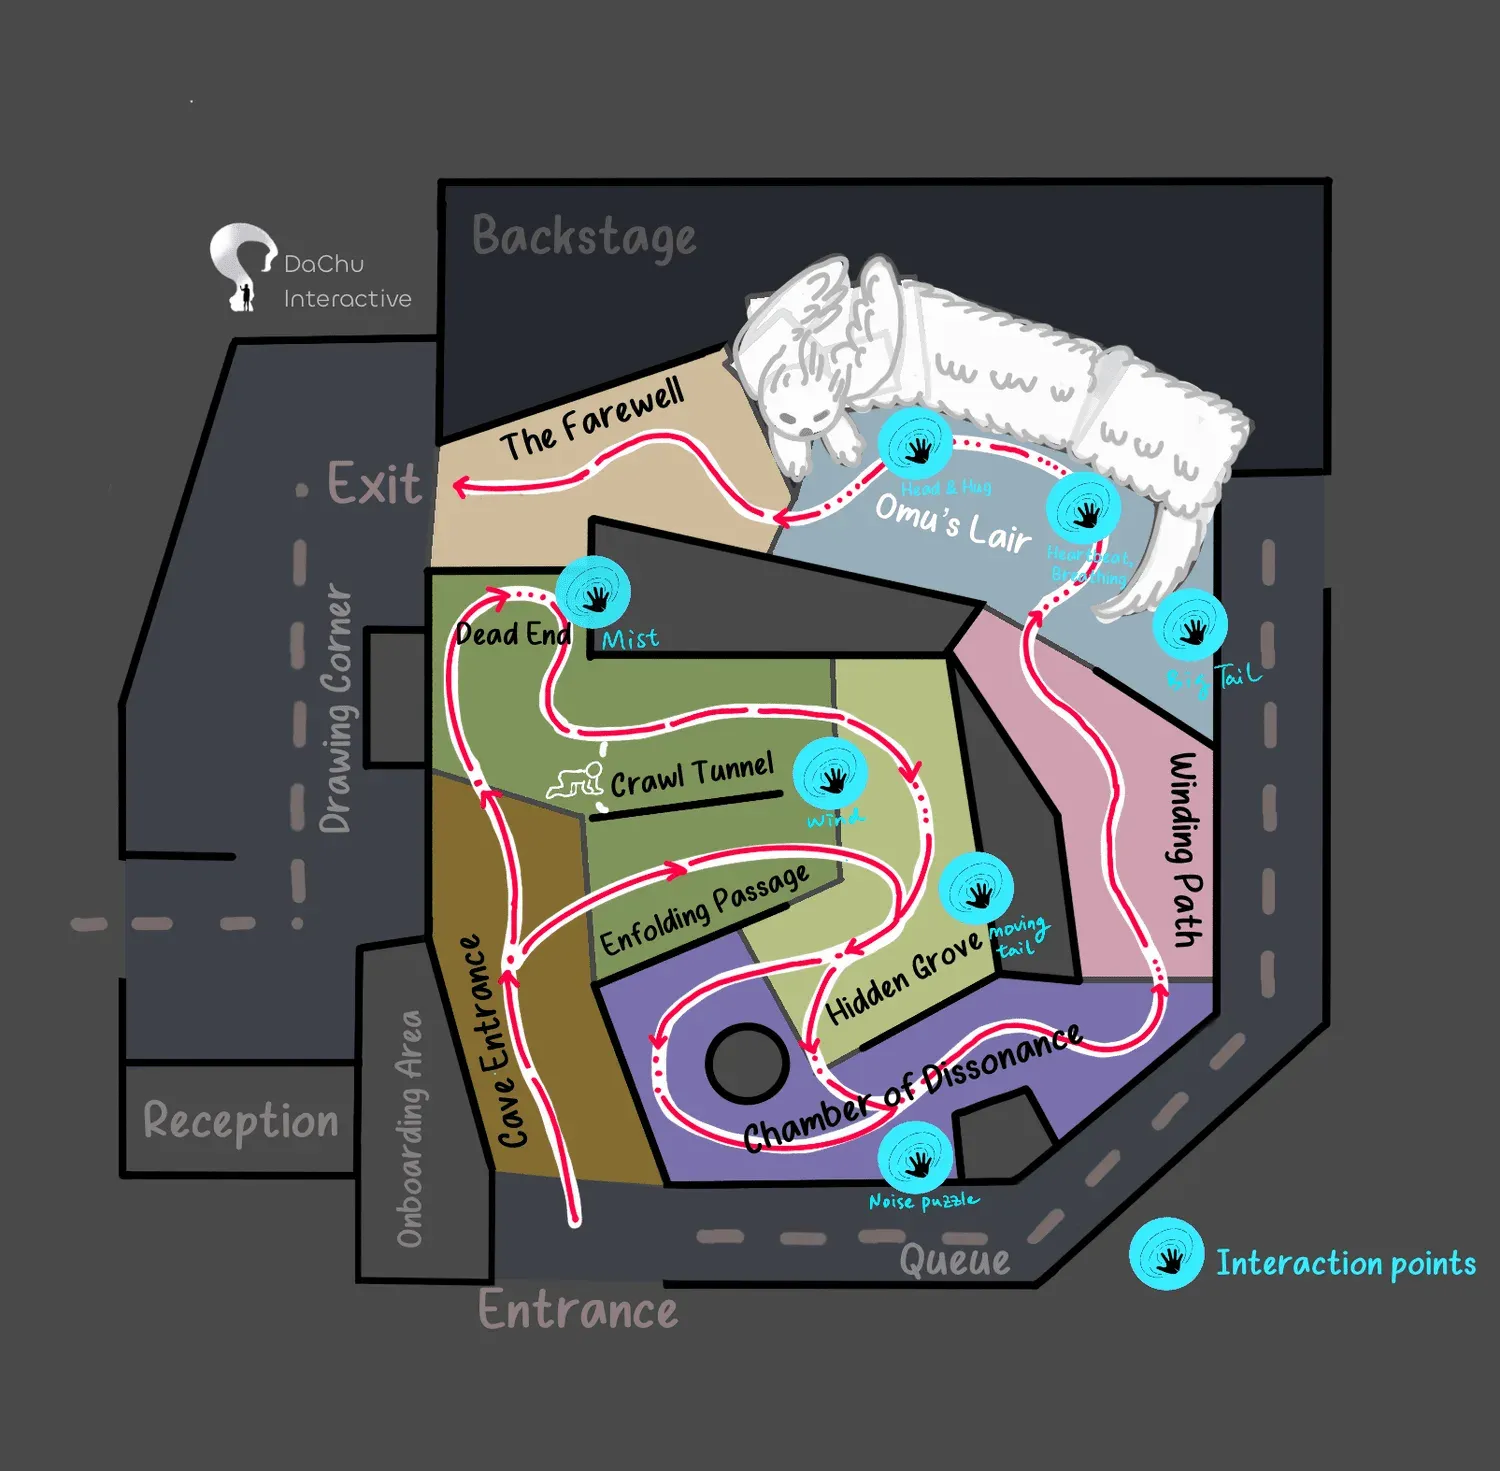 Backstage
DaChu
Interactive
The Farewell
Exit
Head & Hug
Omu's Lair
Heartbeat,
Breathing
Dead End
Mist
Big Tail
Drawing Corner
Crawl Tunnel
Wind
Winding Path
Enfolding Passage
moving
tail
Hidden Grove
Cave Entrance
Onboarding Area
Chamber of Dissonance
Reception
Noise puzzle
Queue
Interaction points
Entrance